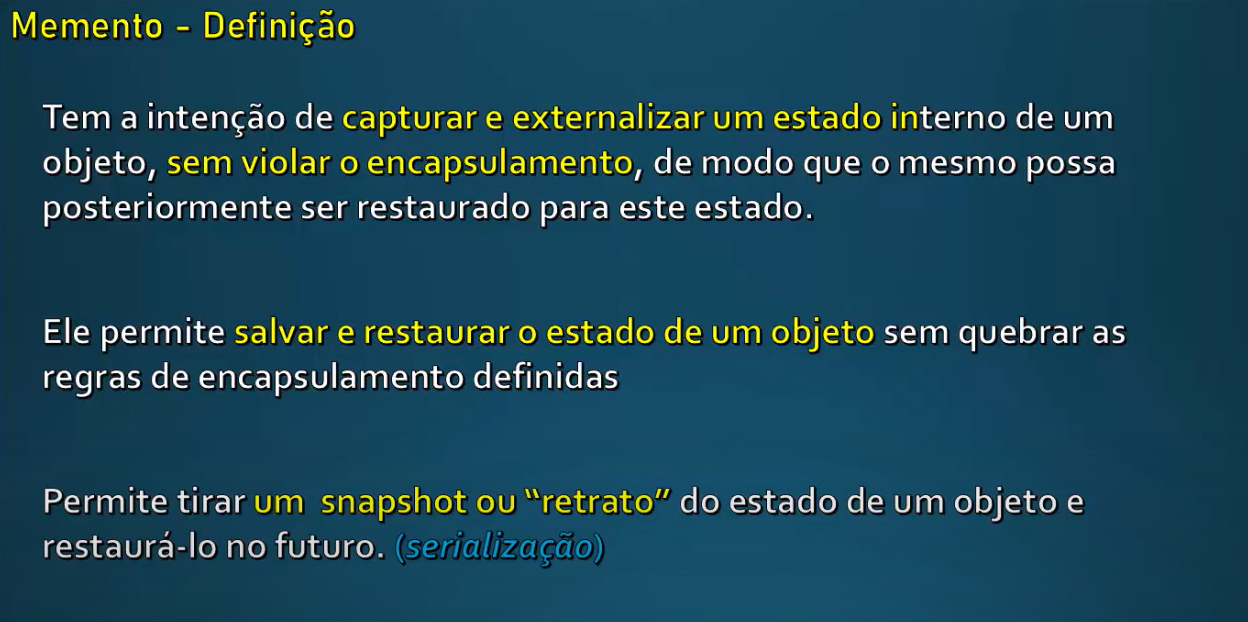 Memento - Definição
Tem a intenção de capturar e externalizar um estado interno de um
objeto, sem violar o encapsulamento, de modo que o mesmo possa
posteriormente ser restaurado para este estado.
Ele permite salvar e restaurar o estado de um objeto sem quebrar as
regras de encapsulamento definidas
Permite tirar um  snapshot ou “retrato” do estado de um objeto e
restaurá-lo no futuro. (serialização)